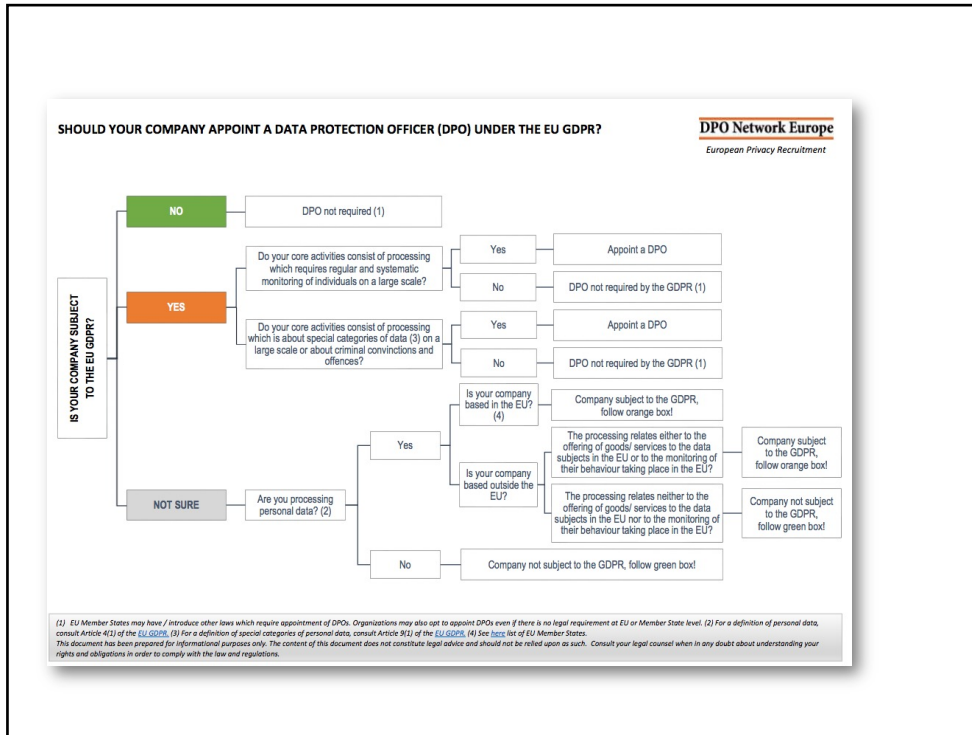 SHOULD YOUR COMPANY APPOINT A DATA PROTECTION OFFICER (DPO) UNDER THE EU GDPR?
DPO Network Europe
European Privacy Recruitment
IS YOUR COMPANY SUBJECT
TO THE EU GDPR?
NO
DPO not required (1)
YES
Do your core activities consist of processing
which requires regular and systematic
monitoring of individuals on a large scale?
Yes
Appoint a DPO
No
DPO not required by the GDPR (1)
Do your core activities consist of processing
which is about special categories of data (3) on a
large scale or about criminal convinctions and
offences?
Yes
Appoint a DPO
No
DPO not required by the GDPR (1)
NOT SURE
Are you processing
personal data? (2)
Yes
Is your company
based in the EU?
(4)
Company subject to the GDPR,
follow orange box!
Is your company
based outside the
EU?
The processing relates either to the
offering of goods/ services to the data
subjects in the EU or to the monitoring of
their behaviour taking place in the EU?
Company subject
to the GDPR,
follow orange box!
The processing relates neither to the
offering of goods/ services to the data
subjects in the EU nor to the monitoring of
their behaviour taking place in the EU?
Company not subject
to the GDPR,
follow green box!
No
Company not subject to the GDPR, follow green box!
(1) EU Member States may have / introduce other laws which require appointment of DPOs. Organizations may also opt to appoint DPOs even if there is no legal requirement at EU or Member State level. (2) For a definition of personal data,
consult Article 4(1) of the EU GDPR. (3) For a definition of special categories of personal data, consult Article 9(1) of the EU GDPR. (4) See here list of EU Member States.
This document has been prepared for informational purposes only. The content of this document does not constitute legal advice and should not be relied upon as such. Consult your legal counsel when in any doubt about understanding your
rights and obligations in order to comply with the law and regulations.